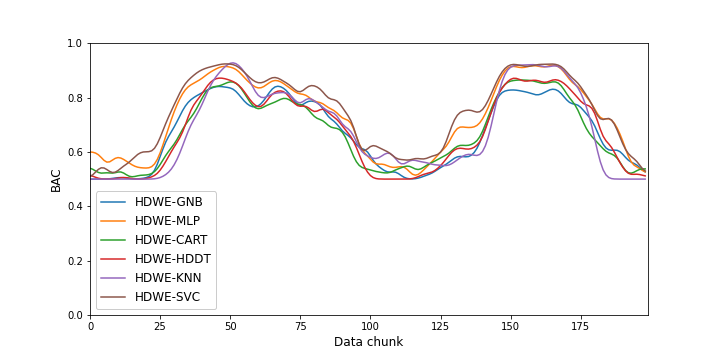 1.0
0.8
0.6
0.4
0.2
0.0
BAC
HDWE-GNB
HDWE-MLP
HDWE-CART
HDWE-HDDT
HDWE-KNN
HDWE-SVC
0 25 50 75 100 125 150 175
Data chunk